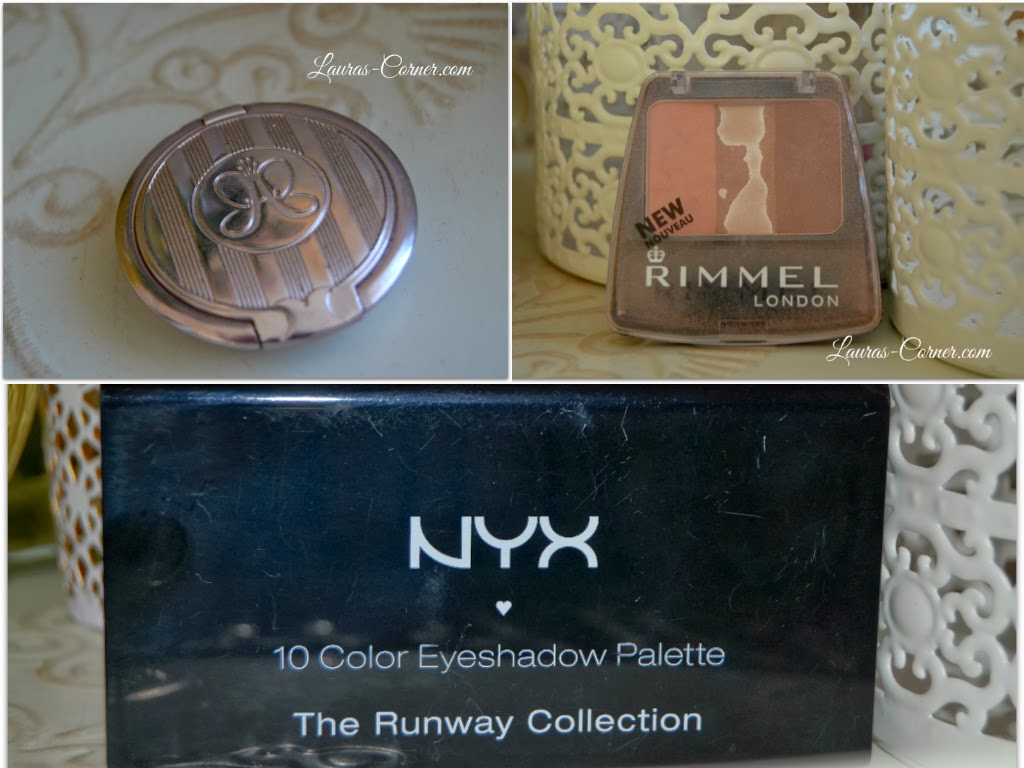 Lauras-Corner.com
NEW
NOUVEAU
RIMMEL
LONDON
Lauras-Corner.com
NYX
10 Color Eyeshadow Palette
The Runway Collection